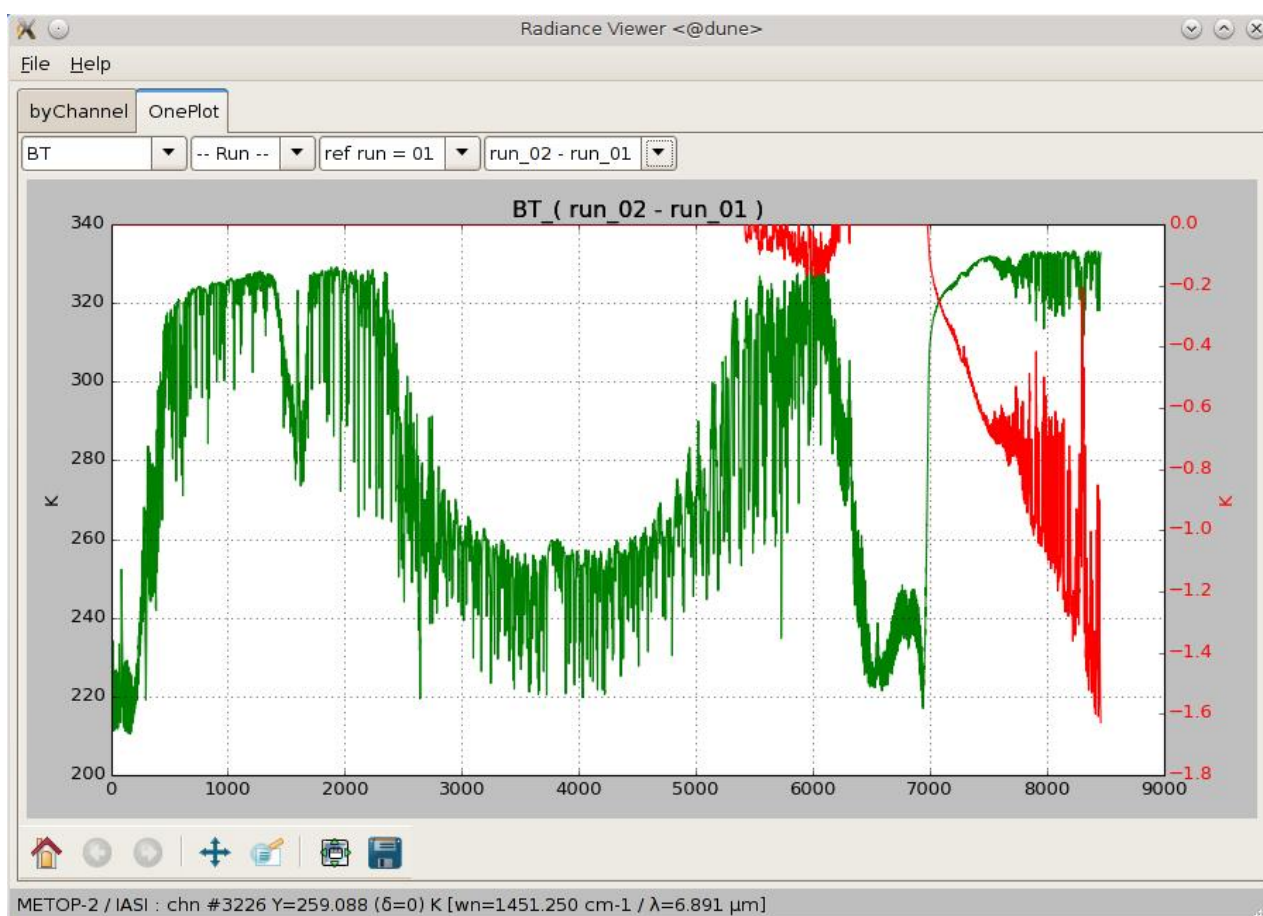 Radiance Viewer <@dune>
File Help
byChannel OnePlot
BT -- Run -- ref run = 01 run_02 - run_01
BT_( run_02 - run_01 )
340 0.0
320 −0.2
300 −0.4
280 −0.6
260 −0.8
240 −1.0
220 −1.2
200 −1.4
−1.6
−1.8
K
K
0 1000 2000 3000 4000 5000 6000 7000 8000 9000
METOP-2 / IASI : chn #3226 Y=259.088 (δ=0) K [wn=1451.250 cm-1 / λ=6.891 µm]